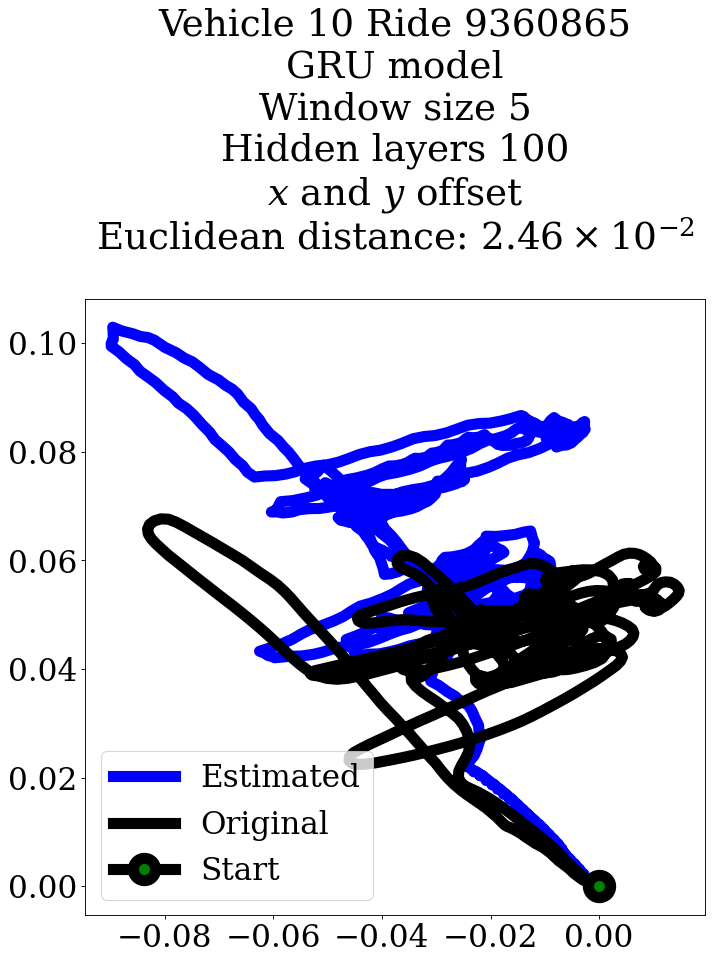 Vehicle 10 Ride 9360865
GRU model
Window size 5
Hidden layers 100
x and y offset
Euclidean distance: 2.46 × 10⁻²
0.10
0.08
0.06
0.04
0.02
0.00
Estimated
Original
Start
−0.08 −0.06 −0.04 −0.02 0.00